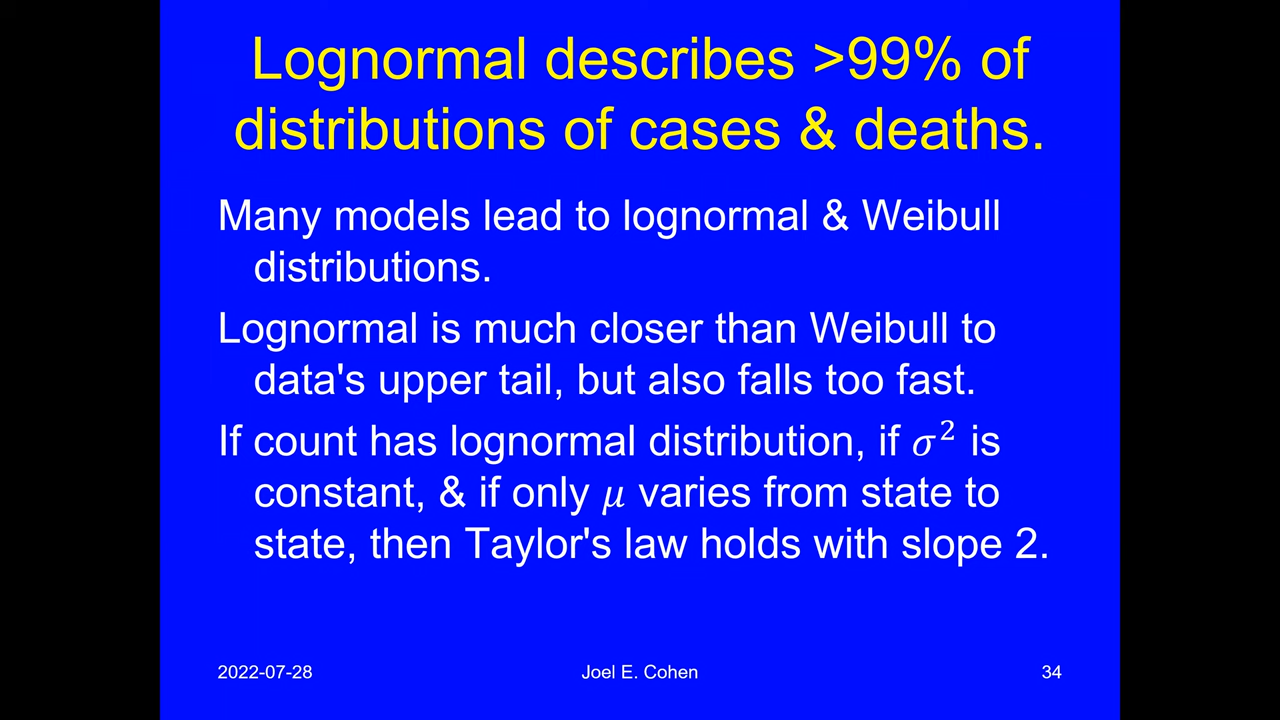 Lognormal describes >99% of
distributions of cases & deaths.
Many models lead to lognormal & Weibull
distributions.
Lognormal is much closer than Weibull to
data's upper tail, but also falls too fast.
If count has lognormal distribution, if σ² is
constant, & if only μ varies from state to
state, then Taylor's law holds with slope 2.
2022-07-28 Joel E. Cohen 34